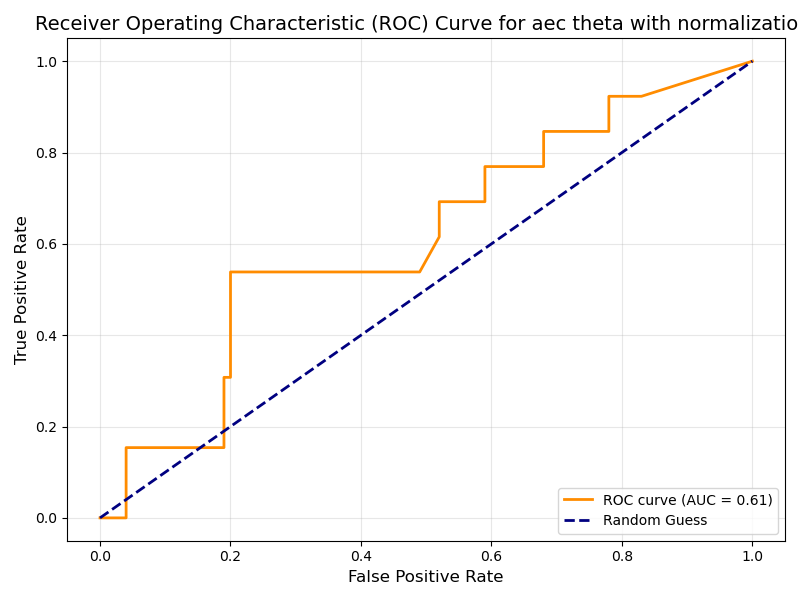 Receiver Operating Characteristic (ROC) Curve for aec theta with normalizatio
1.0
0.8
0.6
0.4
0.2
0.0
True Positive Rate
ROC curve (AUC = 0.61)
Random Guess
0.0 0.2 0.4 0.6 0.8 1.0
False Positive Rate